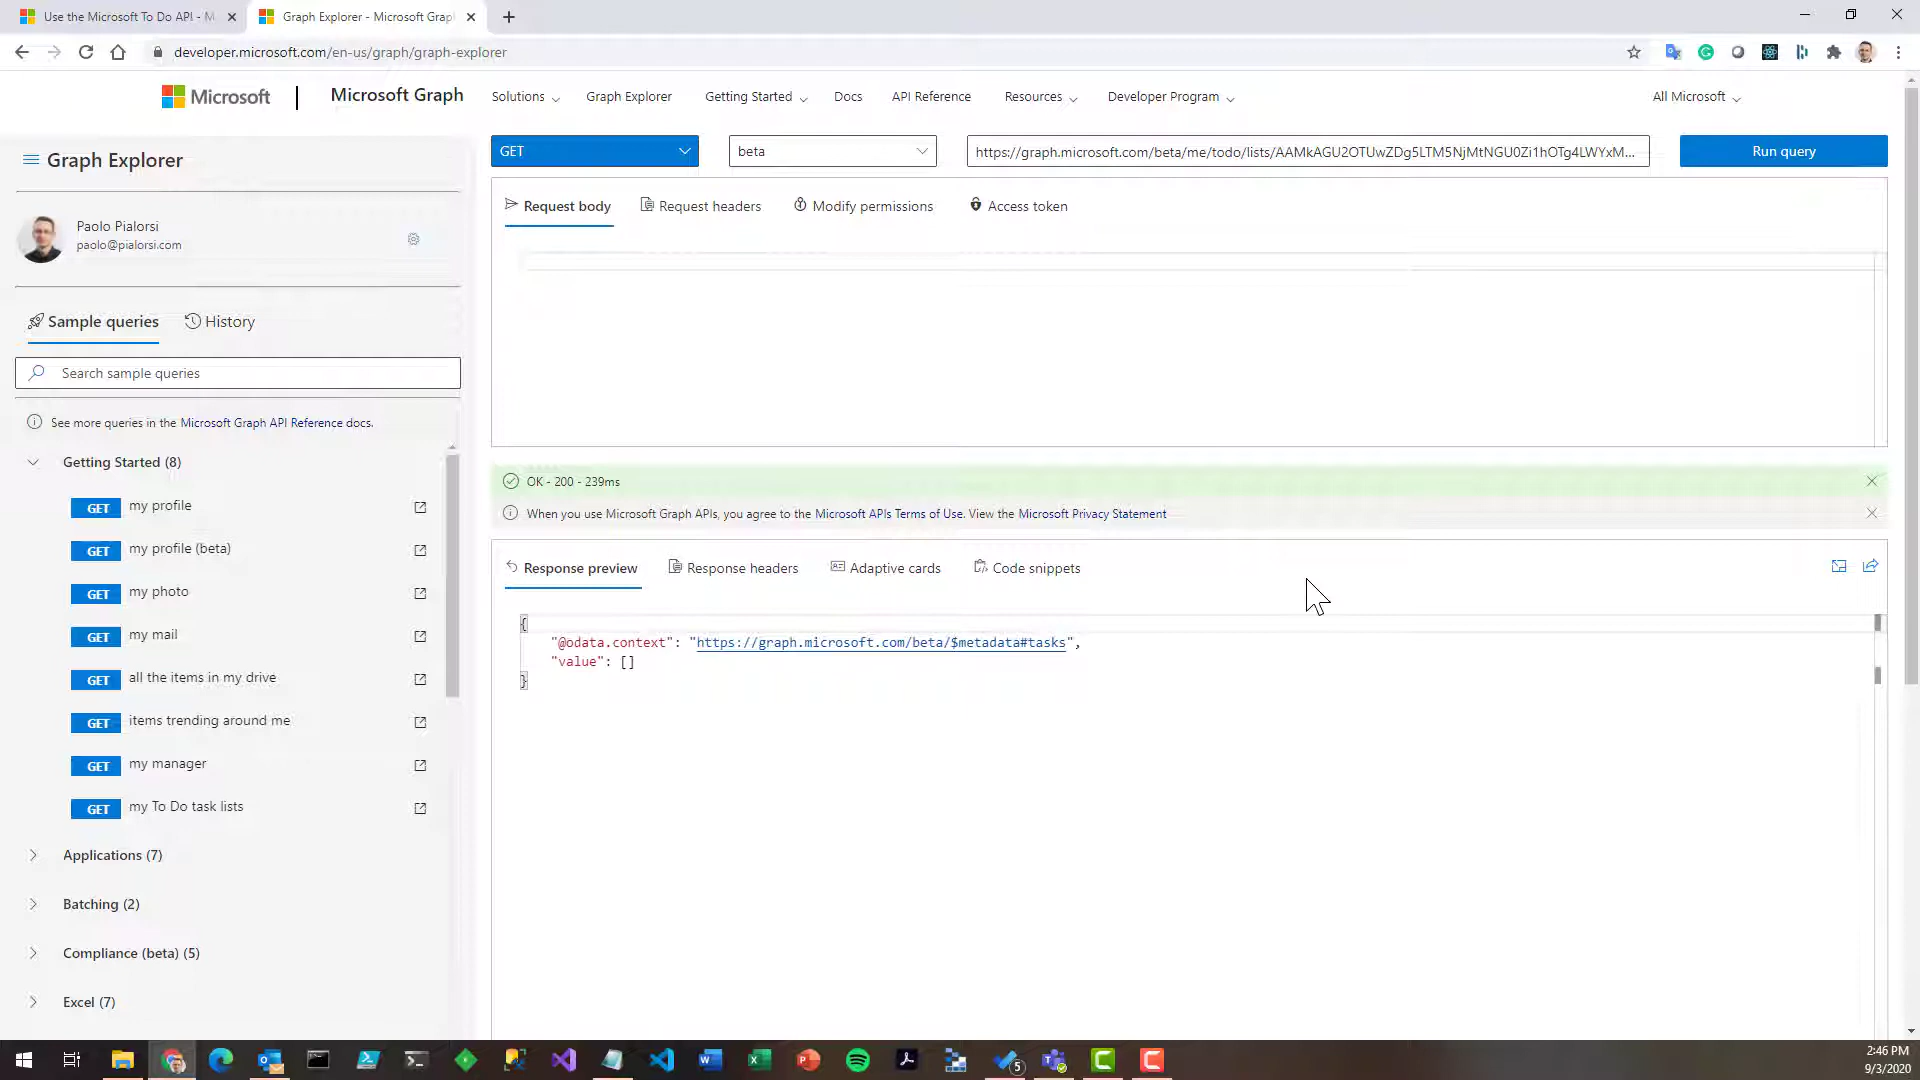 Use the Microsoft To Do API - M
Graph Explorer - Microsoft Grap
developer.microsoft.com/en-us/graph/graph-explorer
Microsoft
Microsoft Graph
Solutions
Graph Explorer
Getting Started
Docs
API Reference
Resources
Developer Program
All Microsoft
Graph Explorer
GET
beta
https://graph.microsoft.com/beta/me/todo/lists/AAMkAGU2OTUwZDg5LTM5NjMtNGU0Zi1hOTg4LWYxM...
Run query
Paolo Pialorsi
paolo@pialorsi.com
Request body
Request headers
Modify permissions
Access token
Sample queries
History
Search sample queries
See more queries in the Microsoft Graph API Reference docs.
Getting Started (8)
GET my profile
GET my profile (beta)
GET my photo
GET my mail
GET all the items in my drive
GET items trending around me
GET my manager
GET my To Do task lists
Applications (7)
Batching (2)
Compliance (beta) (5)
Excel (7)
OK - 200 - 239ms
When you use Microsoft Graph APIs, you agree to the Microsoft APIs Terms of Use. View the Microsoft Privacy Statement
Response preview
Response headers
Adaptive cards
Code snippets
{
"@odata.context": "https://graph.microsoft.com/beta/$metadata#tasks",
"value": []
}
5
2:46 PM
9/3/2020